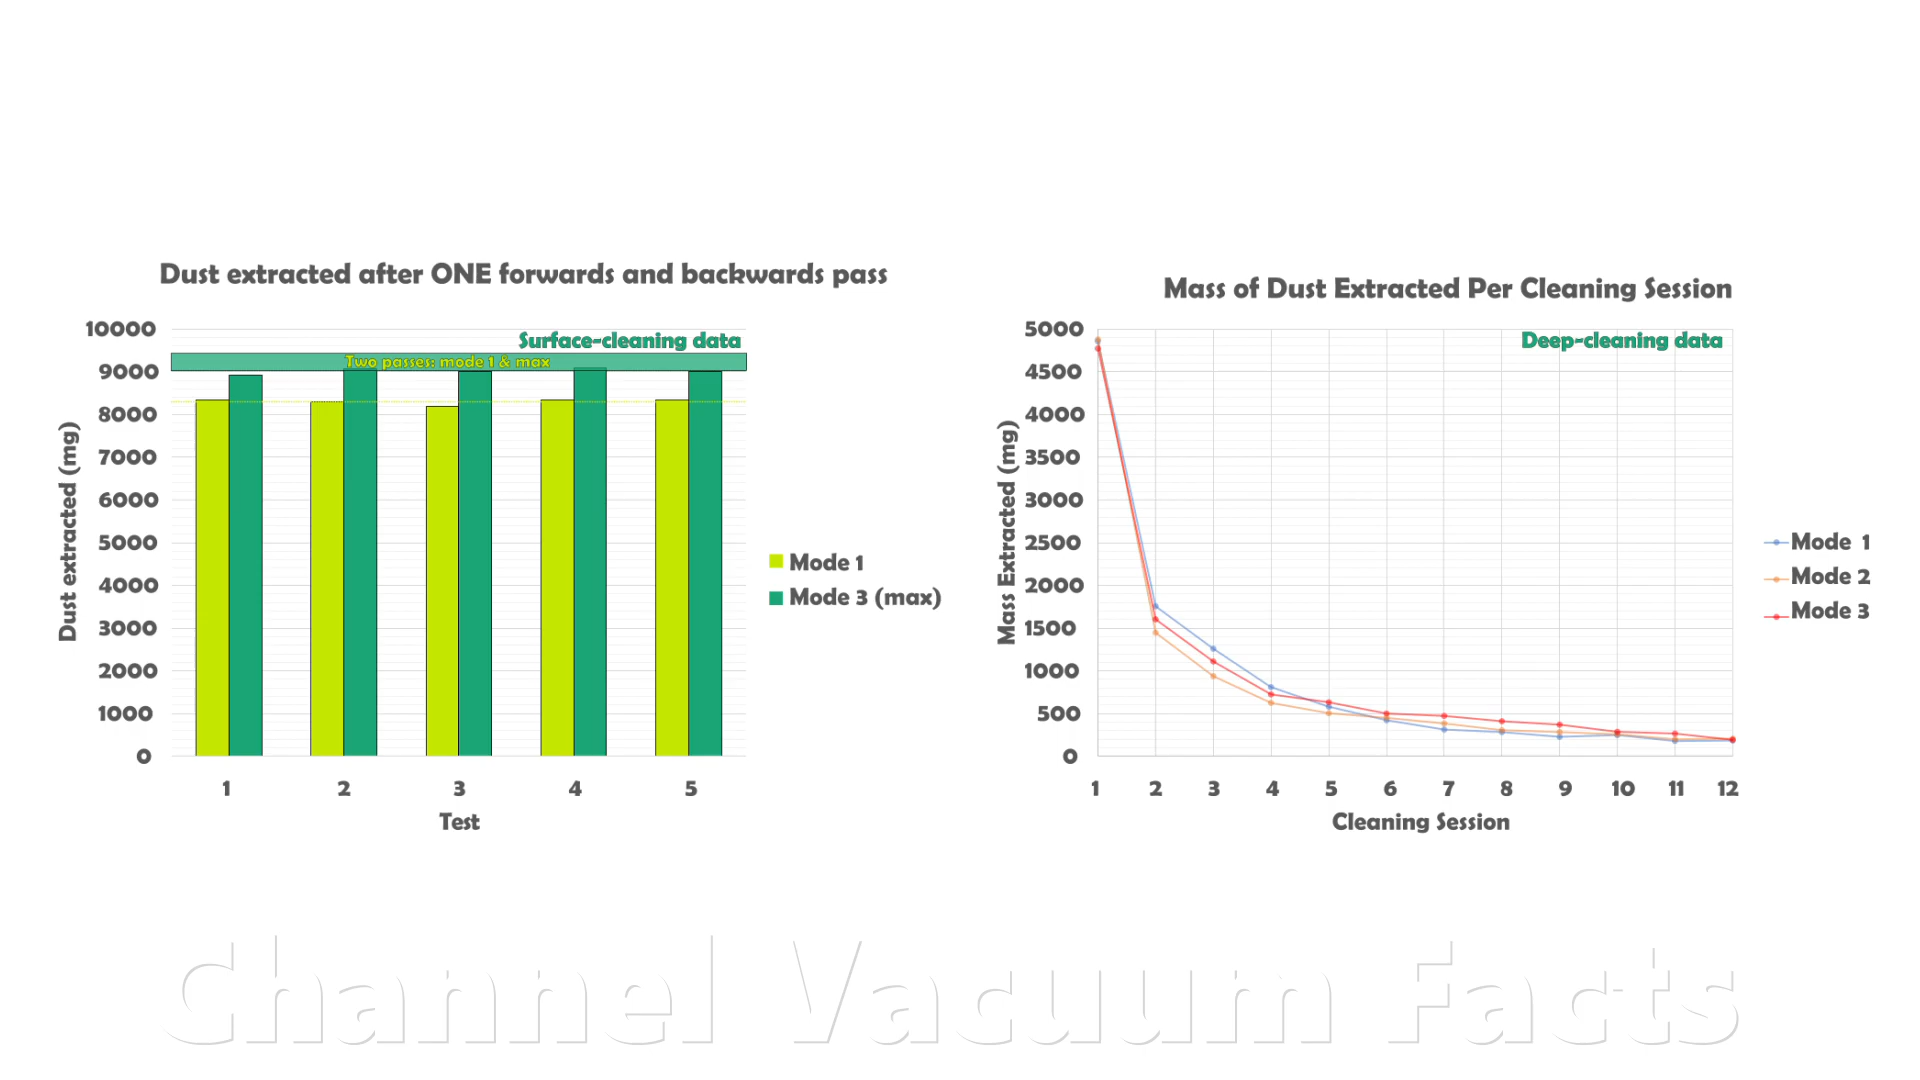 Dust extracted after ONE forwards and backwards pass
10000
9000
8000
7000
6000
5000
4000
3000
2000
1000
0
Dust extracted (mg)
Surface-cleaning data
Two passes: mode 1 & max
1 2 3 4 5
Test
Mode 1
Mode 3 (max)
Mass of Dust Extracted Per Cleaning Session
5000
4500
4000
3500
3000
2500
2000
1500
1000
500
0
Mass Extracted (mg)
Deep-cleaning data
1 2 3 4 5 6 7 8 9 10 11 12
Cleaning Session
Mode 1
Mode 2
Mode 3
Channel Vacuum Facts